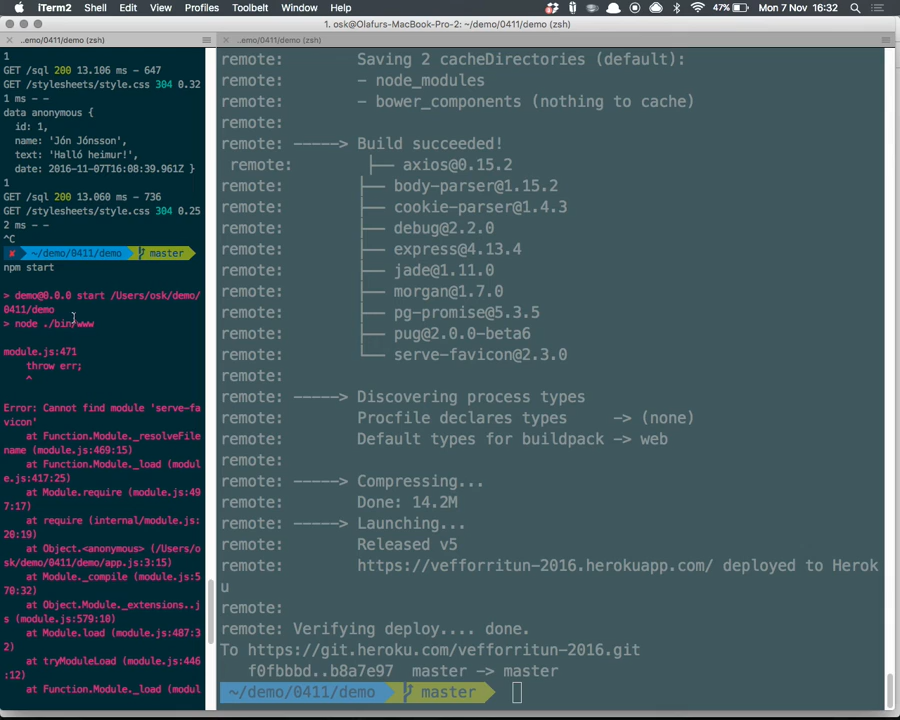 iTerm2 Shell Edit View Profiles Toolbelt Window Help 47% Mon 7 Nov 16:32
1. osk@Olafurs-MacBook-Pro-2: ~/demo/0411/demo (zsh)
..emo/0411/demo (zsh)
..demo/0411/demo (zsh)
1
GET /sql 200 13.106 ms - 647
GET /stylesheets/style.css 304 0.32
1 ms - -
data anonymous {
id: 1,
name: 'Jón Jónsson',
text: 'Halló heimur!',
date: 2016-11-07T16:08:39.961Z }
1
GET /sql 200 13.060 ms - 736
GET /stylesheets/style.css 304 0.25
2 ms - -
^C
✘ ~/demo/0411/demo master
npm start
> demo@0.0.0 start /Users/osk/demo/
0411/demo
> node ./bin/www
module.js:471
throw err;
^
Error: Cannot find module 'serve-fa
vicon'
at Function.Module._resolveFile
name (module.js:469:15)
at Function.Module._load (modul
e.js:417:25)
at Module.require (module.js:49
7:17)
at require (internal/module.js:
20:19)
at Object.<anonymous> (/Users/o
sk/demo/0411/demo/app.js:3:15)
at Module._compile (module.js:5
70:32)
at Object.Module._extensions..j
s (module.js:579:10)
at Module.load (module.js:487:3
2)
at tryModuleLoad (module.js:446
:12)
at Function.Module._load (modul
remote: Saving 2 cacheDirectories (default):
remote: - node_modules
remote: - bower_components (nothing to cache)
remote:
remote: -----> Build succeeded!
remote: ├── axios@0.15.2
remote: ├── body-parser@1.15.2
remote: ├── cookie-parser@1.4.3
remote: ├── debug@2.2.0
remote: ├── express@4.13.4
remote: ├── jade@1.11.0
remote: ├── morgan@1.7.0
remote: ├── pg-promise@5.3.5
remote: ├── pug@2.0.0-beta6
remote: └── serve-favicon@2.3.0
remote:
remote: -----> Discovering process types
remote: Procfile declares types -> (none)
remote: Default types for buildpack -> web
remote:
remote: -----> Compressing...
remote: Done: 14.2M
remote: -----> Launching...
remote: Released v5
remote: https://vefforritun-2016.herokuapp.com/ deployed to Herok
u
remote:
remote: Verifying deploy.... done.
To https://git.heroku.com/vefforritun-2016.git
f0fbbbd..b8a7e97 master -> master
~/demo/0411/demo master